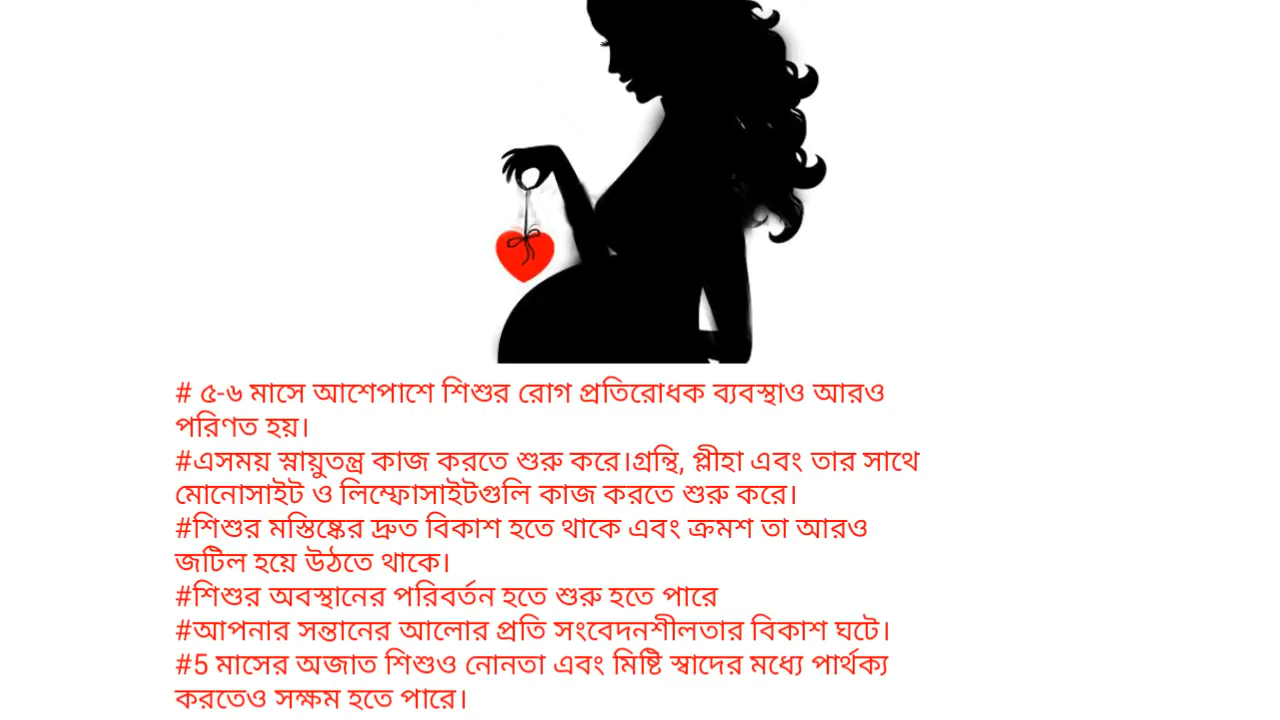 # ৫-৬ মাসে আশেপাশে শিশুর রোগ প্রতিরোধক ব্যবস্থাও আরও
পরিণত হয়।
#এসময় স্নায়ুতন্ত্র কাজ করতে শুরু করে।গ্রন্থি, প্লীহা এবং তার সাথে
মোনোসাইট ও লিম্ফোসাইটগুলি কাজ করতে শুরু করে।
#শিশুর মস্তিষ্কের দ্রুত বিকাশ হতে থাকে এবং ক্রমশ তা আরও
জটিল হয়ে উঠতে থাকে।
#শিশুর অবস্থানের পরিবর্তন হতে শুরু হতে পারে
#আপনার সন্তানের আলোর প্রতি সংবেদনশীলতার বিকাশ ঘটে।
#5 মাসের অজাত শিশুও নোনতা এবং মিষ্টি স্বাদের মধ্যে পার্থক্য
করতেও সক্ষম হতে পারে।